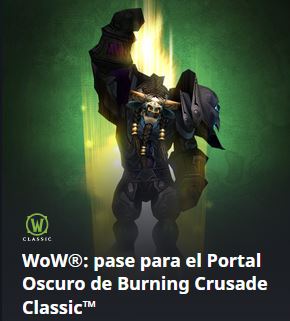 W
CLASSIC
WoW®: pase para el Portal
Oscuro de Burning Crusade
Classic™